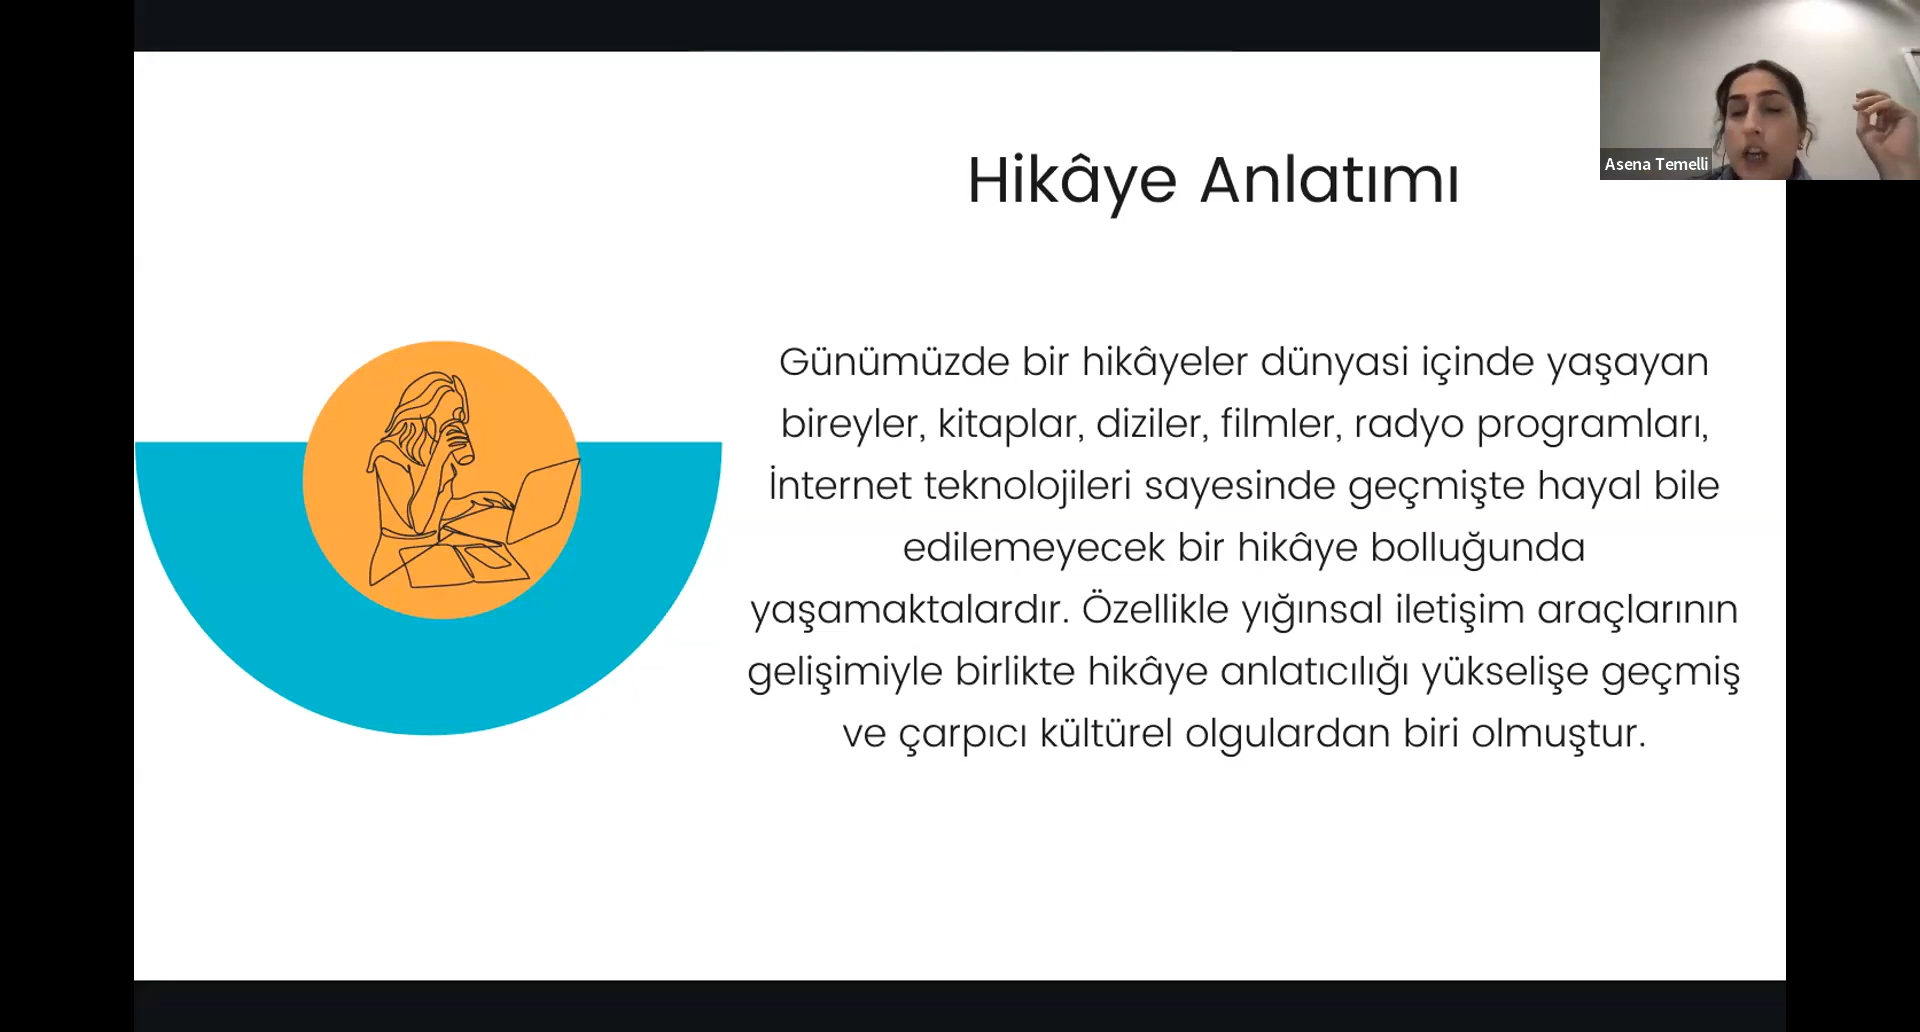 Hikâye Anlatımı
Asena Temelli
Günümüzde bir hikâyeler dünyasi içinde yaşayan
bireyler, kitaplar, diziler, filmler, radyo programları,
İnternet teknolojileri sayesinde geçmişte hayal bile
edilemeyecek bir hikâye bolluğunda
yaşamaktalardır. Özellikle yığınsal iletişim araçlarının
gelişimiyle birlikte hikâye anlatıcılığı yükselişe geçmiş
ve çarpıcı kültürel olgulardan biri olmuştur.